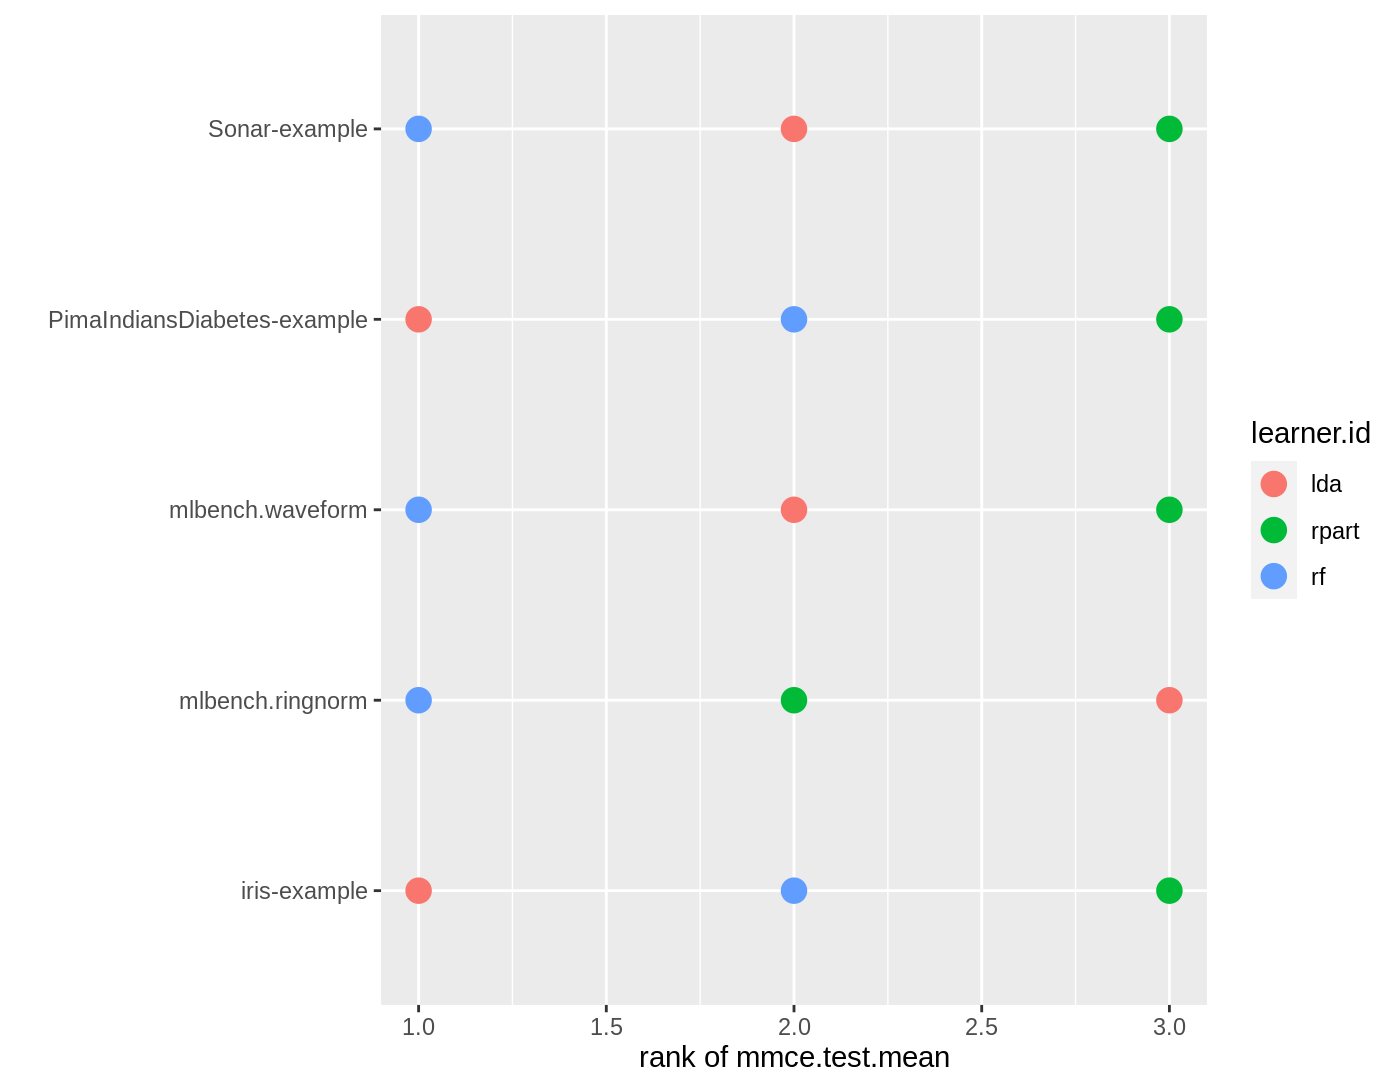 Sonar-example
PimaIndiansDiabetes-example
mlbench.waveform
mlbench.ringnorm
iris-example
1.0 1.5 2.0 2.5 3.0
rank of mmce.test.mean
learner.id
lda
rpart
rf